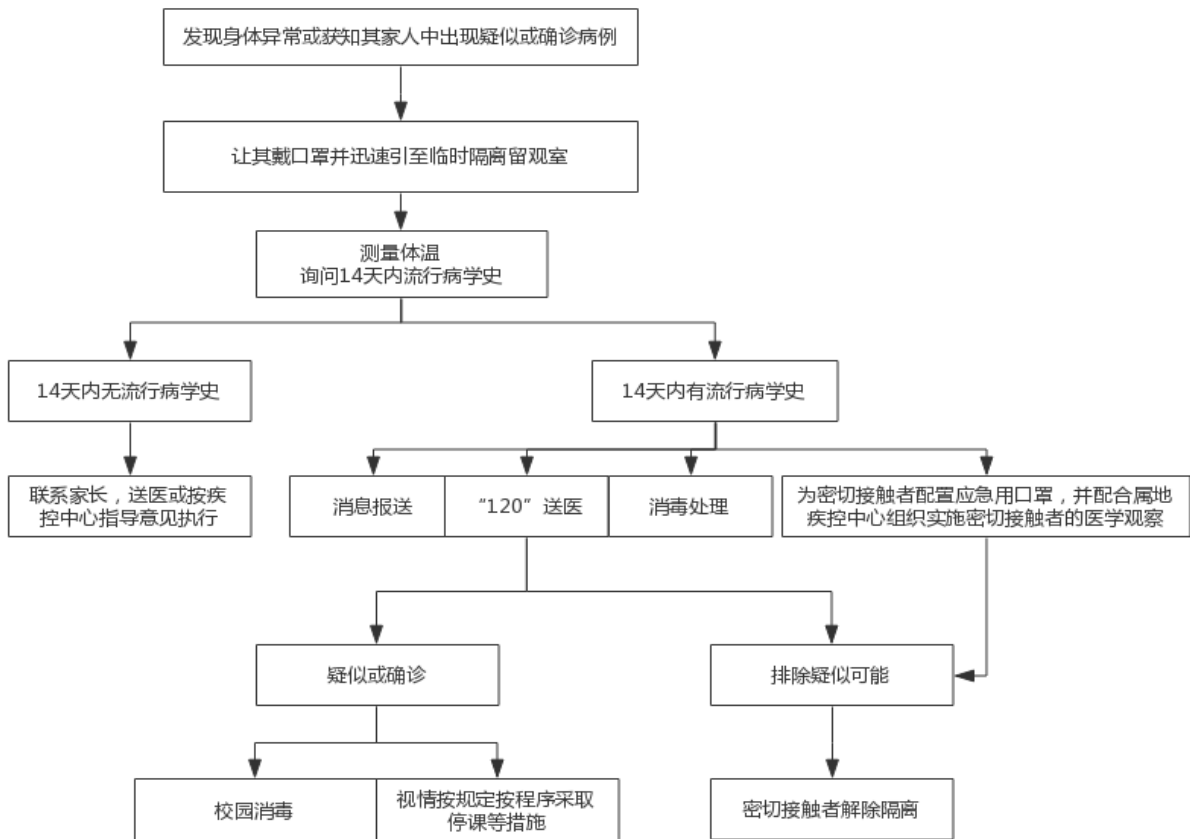 发现身体异常或获知其家人中出现疑似或确诊病例
让其戴口罩并迅速引至临时隔离留观室
测量体温
询问14天内流行病学史
14天内无流行病学史
14天内有流行病学史
联系家长，送医或按疾
控中心指导意见执行
消息报送
“120”送医
消毒处理
为密切接触者配置应急用口罩，并配合属地
疾控中心组织实施密切接触者的医学观察
疑似或确诊
排除疑似可能
校园消毒
视情按规定按程序采取
停课等措施
密切接触者解除隔离